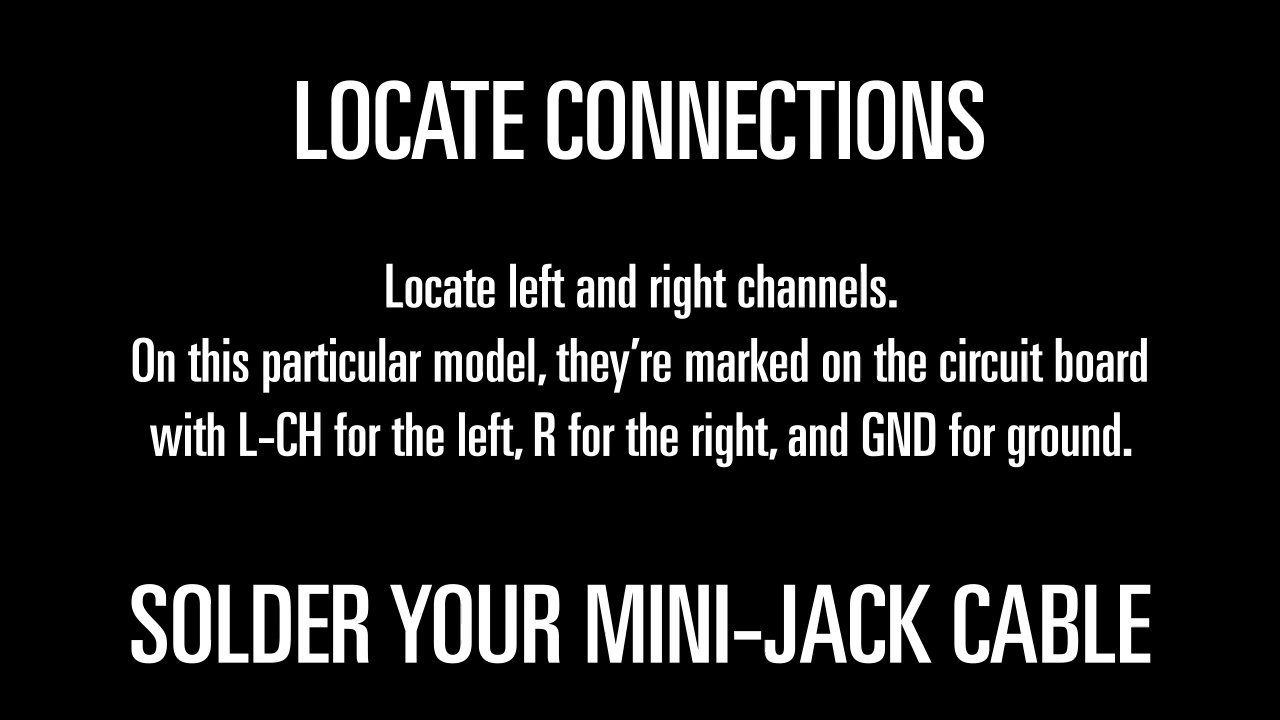 LOCATE CONNECTIONS
Locate left and right channels.
On this particular model, they’re marked on the circuit board
with L-CH for the left, R for the right, and GND for ground.
SOLDER YOUR MINI-JACK CABLE